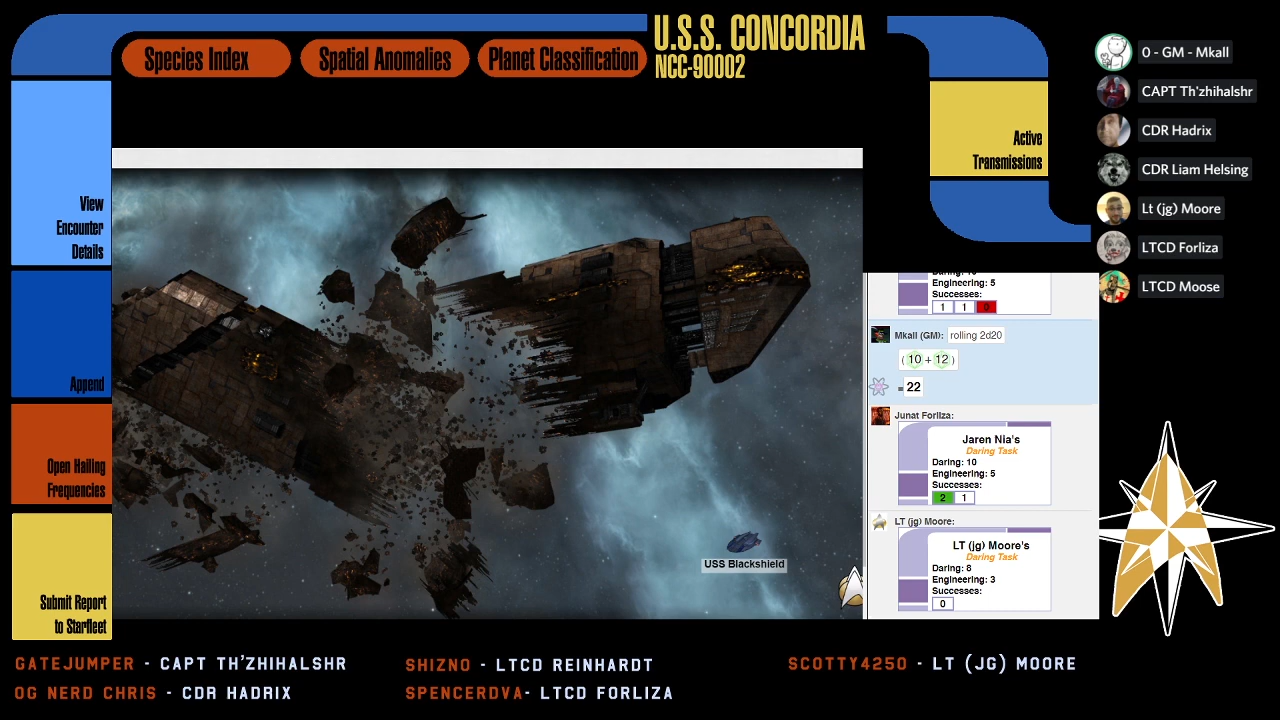 U.S.S. CONCORDIA
NCC-90002
Species Index
Spatial Anomalies
Planet Classification
View
Encounter
Details
Append
Open Hailing
Frequencies
Submit Report
to Starfleet
Active
Transmissions
0 - GM - Mkall
CAPT Th'zhihalshr
CDR Hadrix
CDR Liam Helsing
Lt (jg) Moore
LTCD Forliza
LTCD Moose
USS Blackshield
Engineering: 5
Successes:
1 1 0
Mkall (GM): rolling 2d20
(10 + 12)
= 22
Junat Forliza:
Jaren Nia's
Daring Task
Daring: 10
Engineering: 5
Successes:
2 1
LT (jg) Moore:
LT (jg) Moore's
Daring Task
Daring: 8
Engineering: 3
Successes:
0
GATEJUMPER - CAPT TH'ZHIHALSHR
SHIZNO - LTCD REINHARDT
SCOTTY4250 - LT (JG) MOORE
OG NERD CHRIS - CDR HADRIX
SPENCERDVA- LTCD FORLIZA